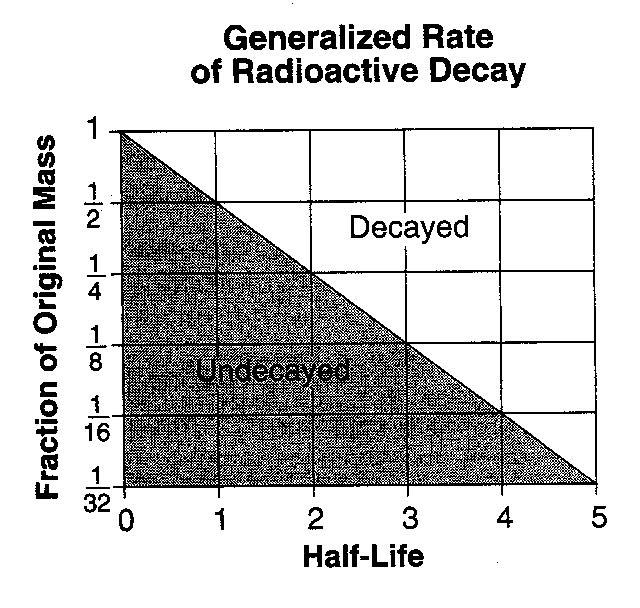 Generalized Rate
of Radioactive Decay
Fraction of Original Mass
1
1/2
1/4
1/8
1/16
1/32
Decayed
Undecayed
0 1 2 3 4 5
Half-Life